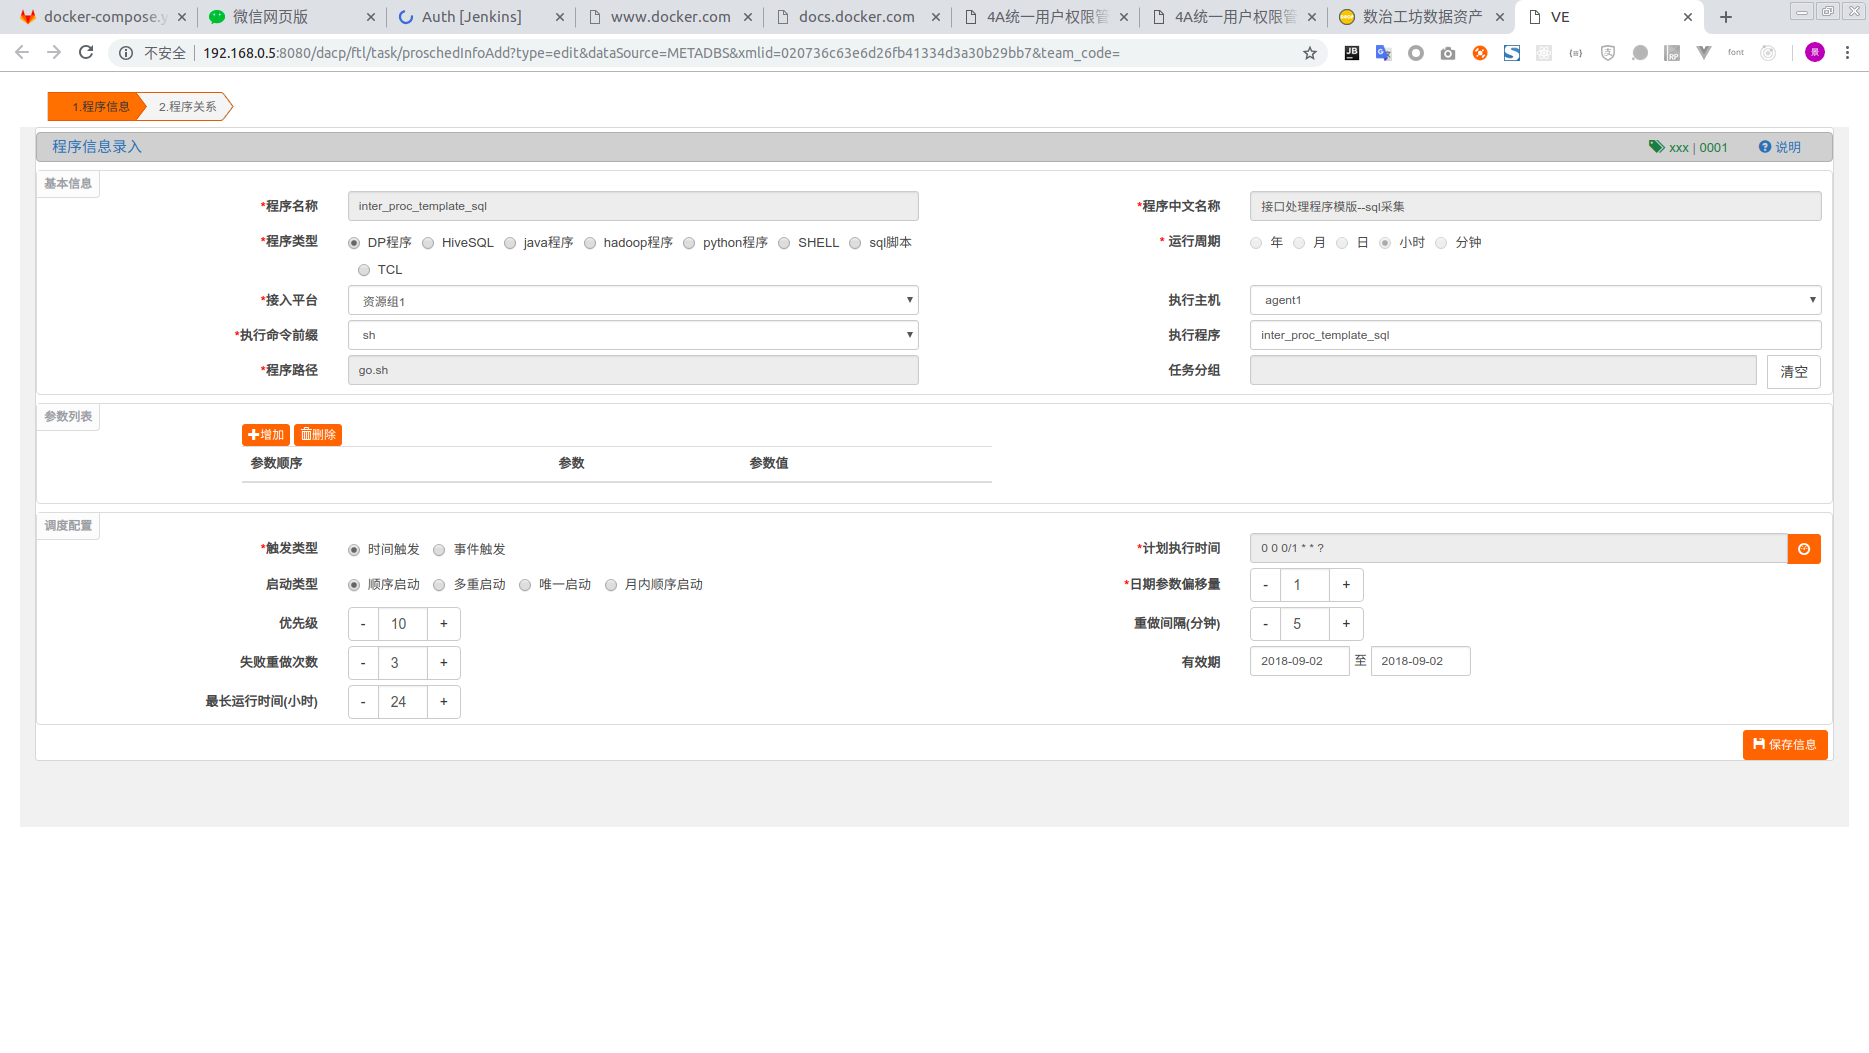 docker-compose.y
微信网页版
Auth [Jenkins]
www.docker.com
docs.docker.com
4A统一用户权限管
4A统一用户权限管
数治工坊数据资产
VE
不安全
192.168.0.5:8080/dacp/ftl/task/proschedInfoAdd?type=edit&dataSource=METADBS&xmlid=020736c63e6d26fb41334d3a30b29bb7&team_code=
JB
font
景
1.程序信息
2.程序关系
程序信息录入
xxx | 0001
说明
基本信息
*程序名称
inter_proc_template_sql
*程序中文名称
接口处理程序模版--sql采集
*程序类型
DP程序 HiveSQL java程序 hadoop程序 python程序 SHELL sql脚本
TCL
* 运行周期
年 月 日 小时 分钟
*接入平台
资源组1
执行主机
agent1
*执行命令前缀
sh
执行程序
inter_proc_template_sql
*程序路径
go.sh
任务分组
清空
参数列表
增加
删除
参数顺序 参数 参数值
调度配置
*触发类型
时间触发 事件触发
*计划执行时间
0 0 0/1 * * ?
启动类型
顺序启动 多重启动 唯一启动 月内顺序启动
*日期参数偏移量
- 1 +
优先级
- 10 +
重做间隔(分钟)
- 5 +
失败重做次数
- 3 +
有效期
2018-09-02 至 2018-09-02
最长运行时间(小时)
- 24 +
保存信息